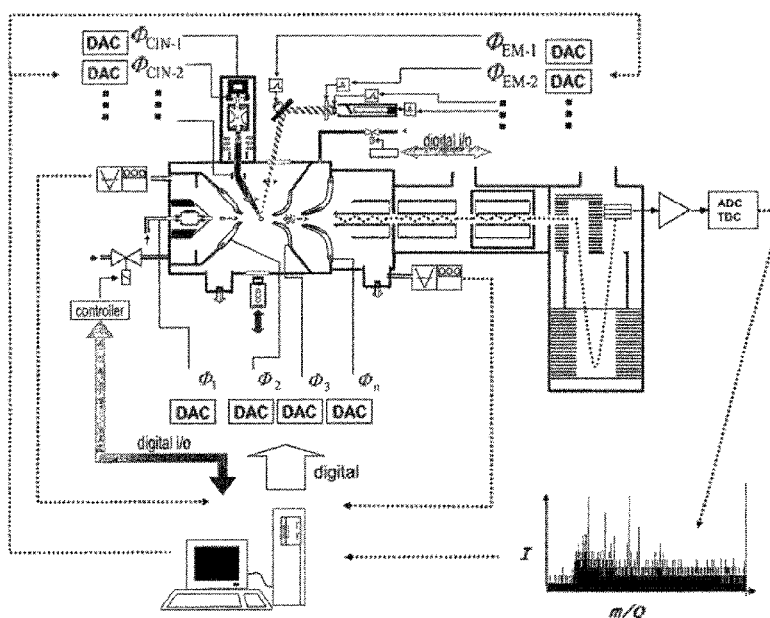 DAC Φ_CIN-1
DAC Φ_CIN-2
Φ_EM-1 DAC
Φ_EM-2 DAC
digital i/o
ADC
TDC
controller
Φ_1 Φ_2 Φ_3 Φ_n
DAC DAC DAC DAC
digital i/o
digital
I
m/Q